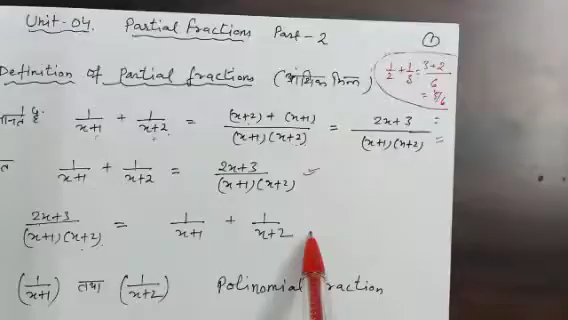 Unit-04. Partial Fractions Part-2 ①
Definition of Partial fractions (आंशिक भिन्न)
1/2 + 1/3 = 3+2/6
= 5/6
1/(x+1) + 1/(x+2) = (x+2) + (x+1)/(x+1)(x+2) = 2x+3/(x+1)(x+2) =
1/(x+1) + 1/(x+2) = 2x+3/(x+1)(x+2)
2x+3/(x+1)(x+2) = 1/(x+1) + 1/(x+2)
(1/(x+1)) तथा (1/(x+2)) Polinomial raction